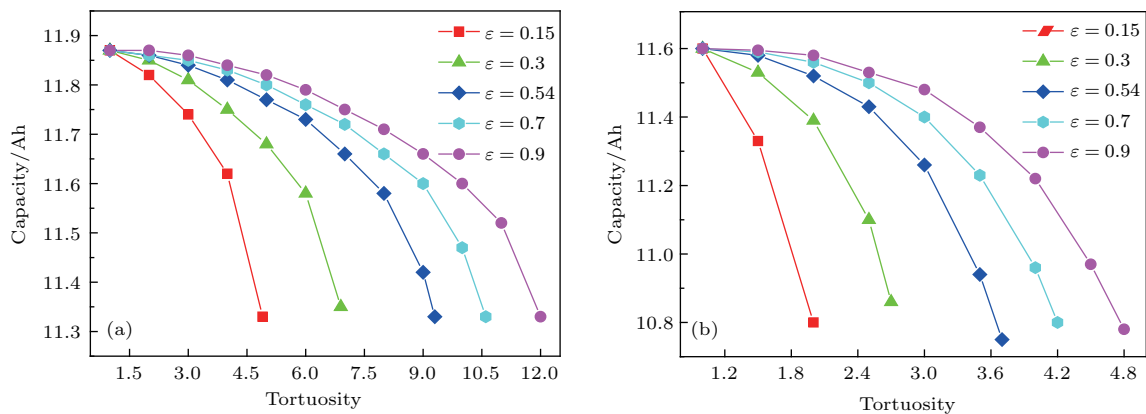 11.9
11.8
11.7
11.6
11.5
11.4
11.3
Capacity/Ah
ε = 0.15
ε = 0.3
ε = 0.54
ε = 0.7
ε = 0.9
(a)
1.5 3.0 4.5 6.0 7.5 9.0 10.5 12.0
Tortuosity
11.6
11.4
11.2
11.0
10.8
Capacity/Ah
ε = 0.15
ε = 0.3
ε = 0.54
ε = 0.7
ε = 0.9
(b)
1.2 1.8 2.4 3.0 3.6 4.2 4.8
Tortuosity